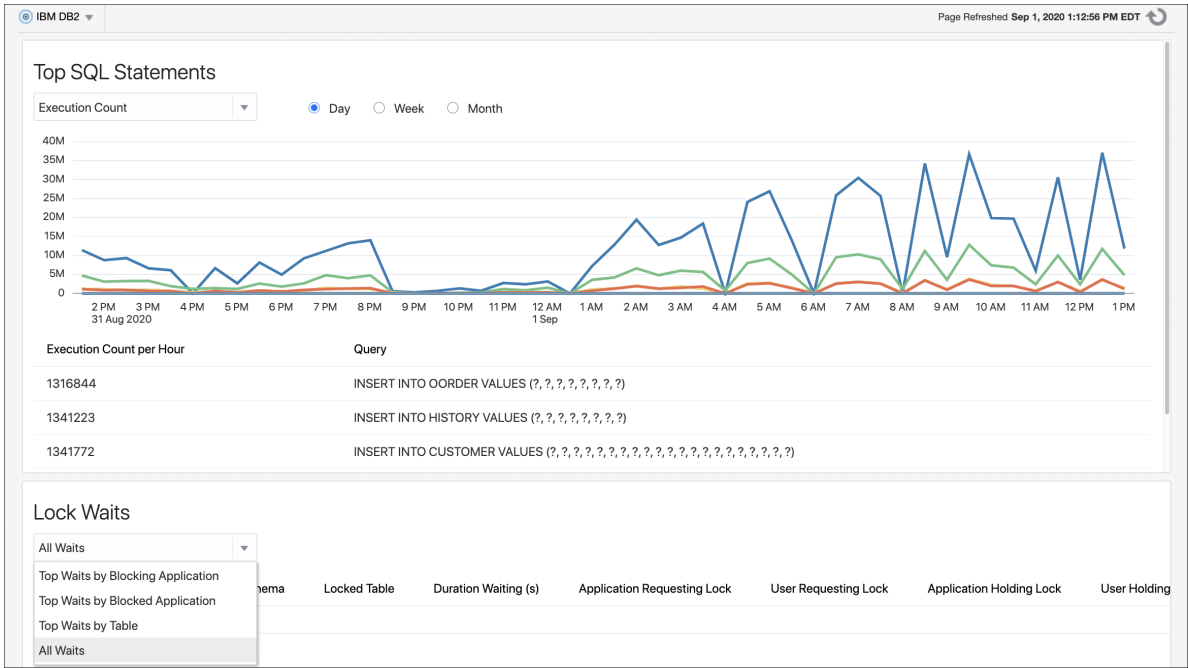 IBM DB2
Page Refreshed Sep 1, 2020 1:12:56 PM EDT
Top SQL Statements
Execution Count
Day Week Month
40M
35M
30M
25M
20M
15M
10M
5M
0
2 PM 3 PM 4 PM 5 PM 6 PM 7 PM 8 PM 9 PM 10 PM 11 PM 12 AM 1 AM 2 AM 3 AM 4 AM 5 AM 6 AM 7 AM 8 AM 9 AM 10 AM 11 AM 12 PM 1 PM
31 Aug 2020 1 Sep
Execution Count per Hour Query
1316844 INSERT INTO OORDER VALUES (?, ?, ?, ?, ?, ?, ?, ?)
1341223 INSERT INTO HISTORY VALUES (?, ?, ?, ?, ?, ?, ?, ?)
1341772 INSERT INTO CUSTOMER VALUES (?, ?, ?, ?, ?, ?, ?, ?, ?, ?, ?, ?, ?, ?, ?, ?, ?, ?, ?, ?, ?)
Lock Waits
All Waits
Top Waits by Blocking Application
hema Locked Table Duration Waiting (s) Application Requesting Lock User Requesting Lock Application Holding Lock User Holding
Top Waits by Blocked Application
Top Waits by Table
All Waits